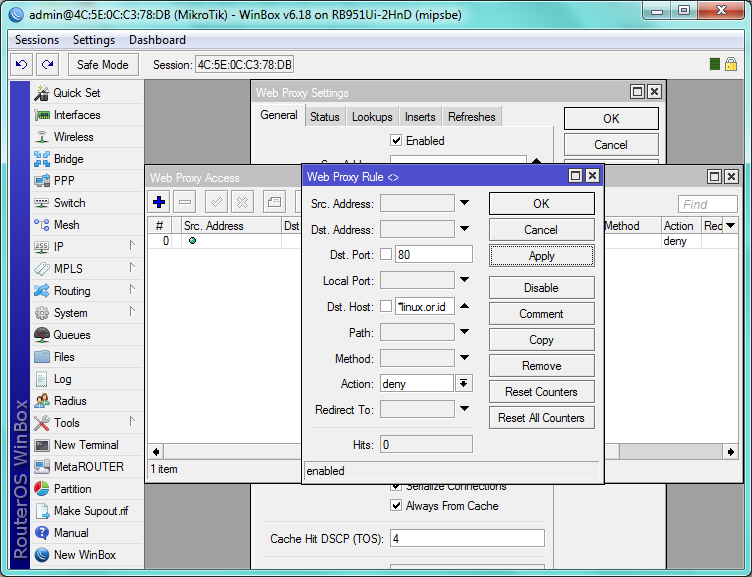 admin@4C:5E:0C:C3:78:DB (MikroTik) - WinBox v6.18 on RB951Ui-2HnD (mipsbe)
Sessions Settings Dashboard
Safe Mode Session: 4C:5E:0C:C3:78:DB
RouterOS WinBox
Quick Set
Interfaces
Wireless
Bridge
PPP
Switch
Mesh
IP
MPLS
Routing
System
Queues
Files
Log
Radius
Tools
New Terminal
MetaROUTER
Partition
Make Supout.rif
Manual
New WinBox
Web Proxy Settings
General Status Lookups Inserts Refreshes
Enabled
OK
Cancel
Web Proxy Access
Find
# Src. Address Dst Method Action Rec
0 deny
1 item
Web Proxy Rule <>
Src. Address:
Dst. Address:
Dst. Port: 80
Local Port:
Dst. Host: *linux.or.id
Path:
Method:
Action: deny
Redirect To:
Hits: 0
enabled
OK
Cancel
Apply
Disable
Comment
Copy
Remove
Reset Counters
Reset All Counters
Serialize Connections
Always From Cache
Cache Hit DSCP (TOS): 4